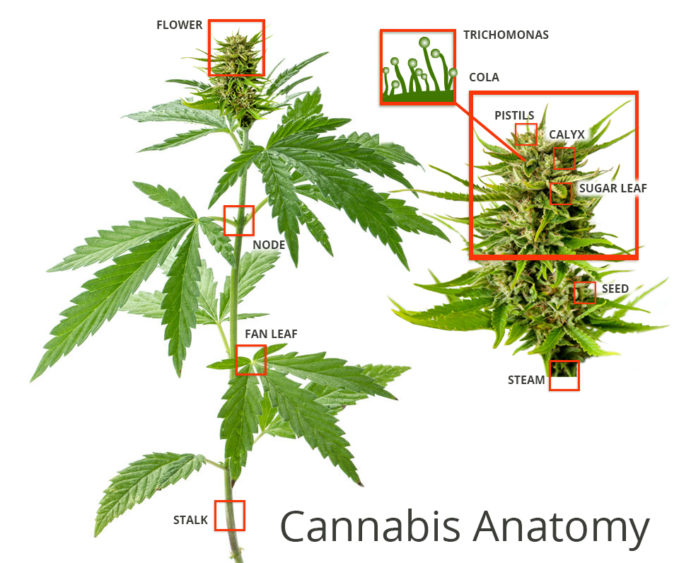 FLOWER
TRICHOMONAS
COLA
PISTILS
CALYX
SUGAR LEAF
NODE
SEED
FAN LEAF
STEAM
STALK
Cannabis Anatomy